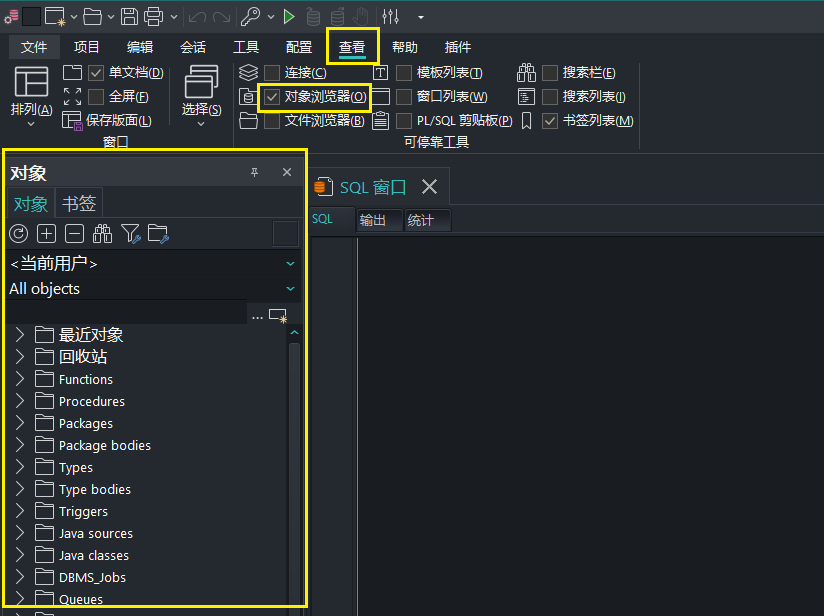 文件 项目 编辑 会话 工具 配置 查看 帮助 插件
排列(A)
单文档(D)
全屏(F)
保存版面(L)
窗口
选择(S)
连接(C)
对象浏览器(O)
文件浏览器(B)
模板列表(T)
窗口列表(W)
PL/SQL 剪贴板(P)
搜索栏(E)
搜索列表(I)
书签列表(M)
可停靠工具
对象
对象 书签
<当前用户>
All objects
...
最近对象
回收站
Functions
Procedures
Packages
Package bodies
Types
Type bodies
Triggers
Java sources
Java classes
DBMS_Jobs
Queues
SQL 窗口
SQL 输出 统计